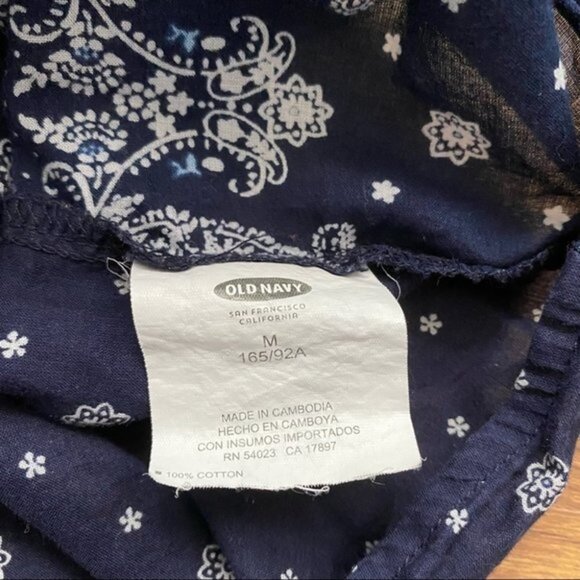 OLD NAVY
SAN FRANCISCO
CALIFORNIA
M
165/92A
MADE IN CAMBODIA
HECHO EN CAMBOYA
CON INSUMOS IMPORTADOS
RN 54023 CA 17897
100% COTTON